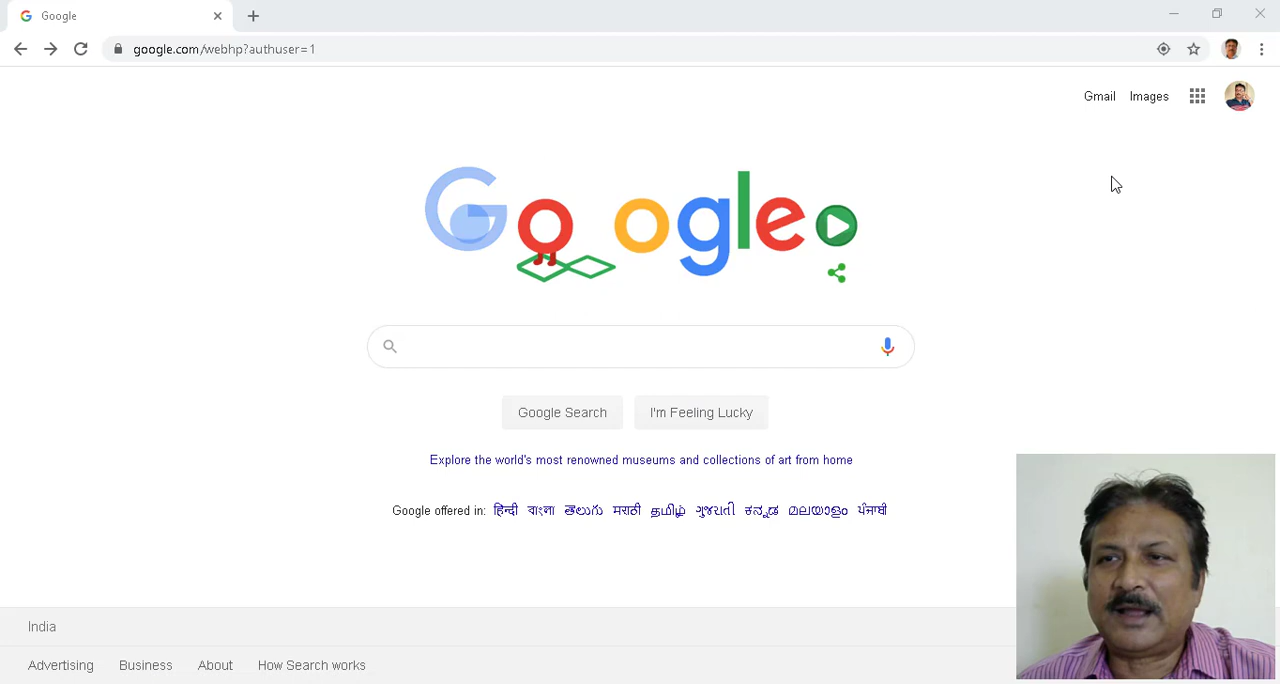 Google
google.com/webhp?authuser=1
Gmail Images
Google
Google Search I'm Feeling Lucky
Explore the world's most renowned museums and collections of art from home
Google offered in: हिन्दी বাংলা తెలుగు मराठी தமிழ் ગુજરાતી ಕನ್ನಡ മലയാളം ਪੰਜਾਬੀ
India
Advertising Business About How Search works